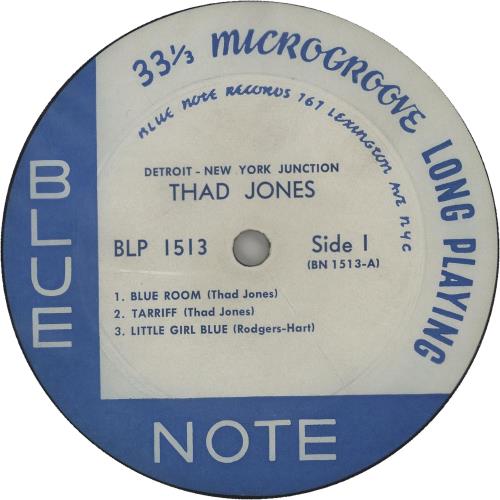 33⅓ MICROGROOVE LONG PLAYING
BLUE NOTE RECORDS 767 LEXINGTON AVE NYC
DETROIT - NEW YORK JUNCTION
THAD JONES
BLP 1513 Side 1
(BN 1513-A)
1. BLUE ROOM (Thad Jones)
2. TARRIFF (Thad Jones)
3. LITTLE GIRL BLUE (Rodgers-Hart)
BLUE
NOTE